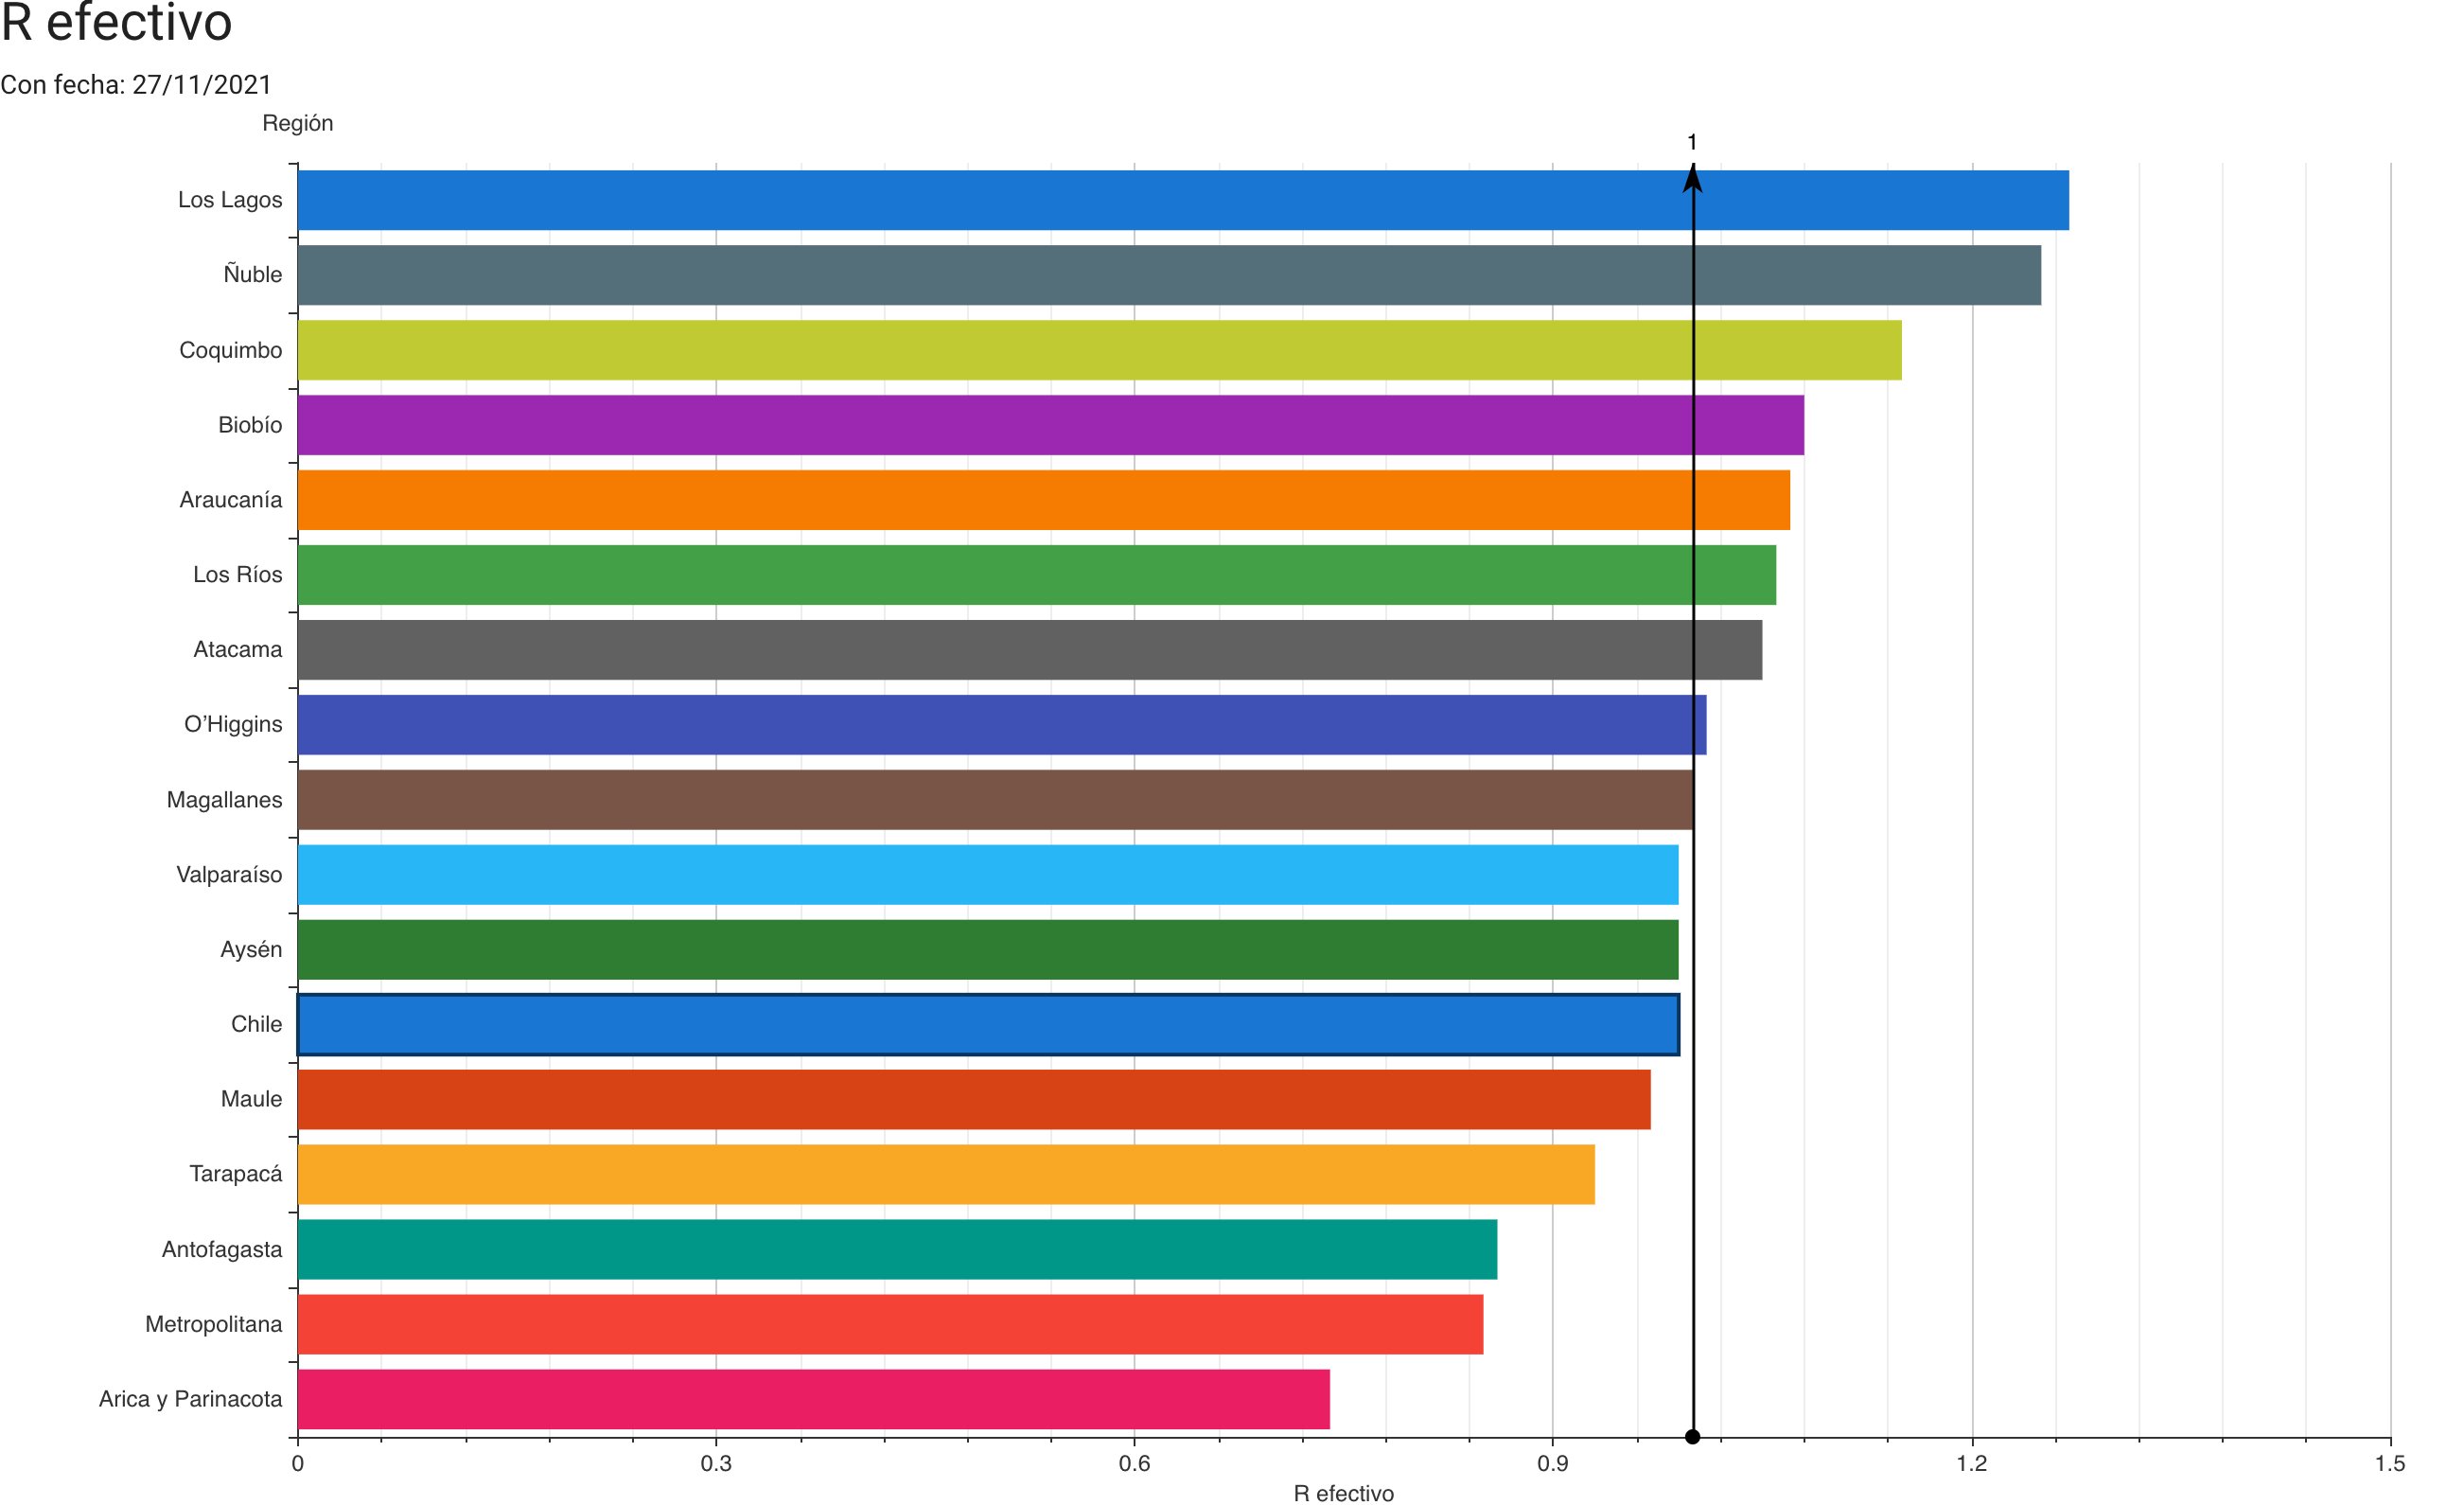 R efectivo
Con fecha: 27/11/2021
Región
1
Los Lagos
Ñuble
Coquimbo
Biobío
Araucanía
Los Ríos
Atacama
O’Higgins
Magallanes
Valparaíso
Aysén
Chile
Maule
Tarapacá
Antofagasta
Metropolitana
Arica y Parinacota
0 0.3 0.6 0.9 1.2 1.5
R efectivo